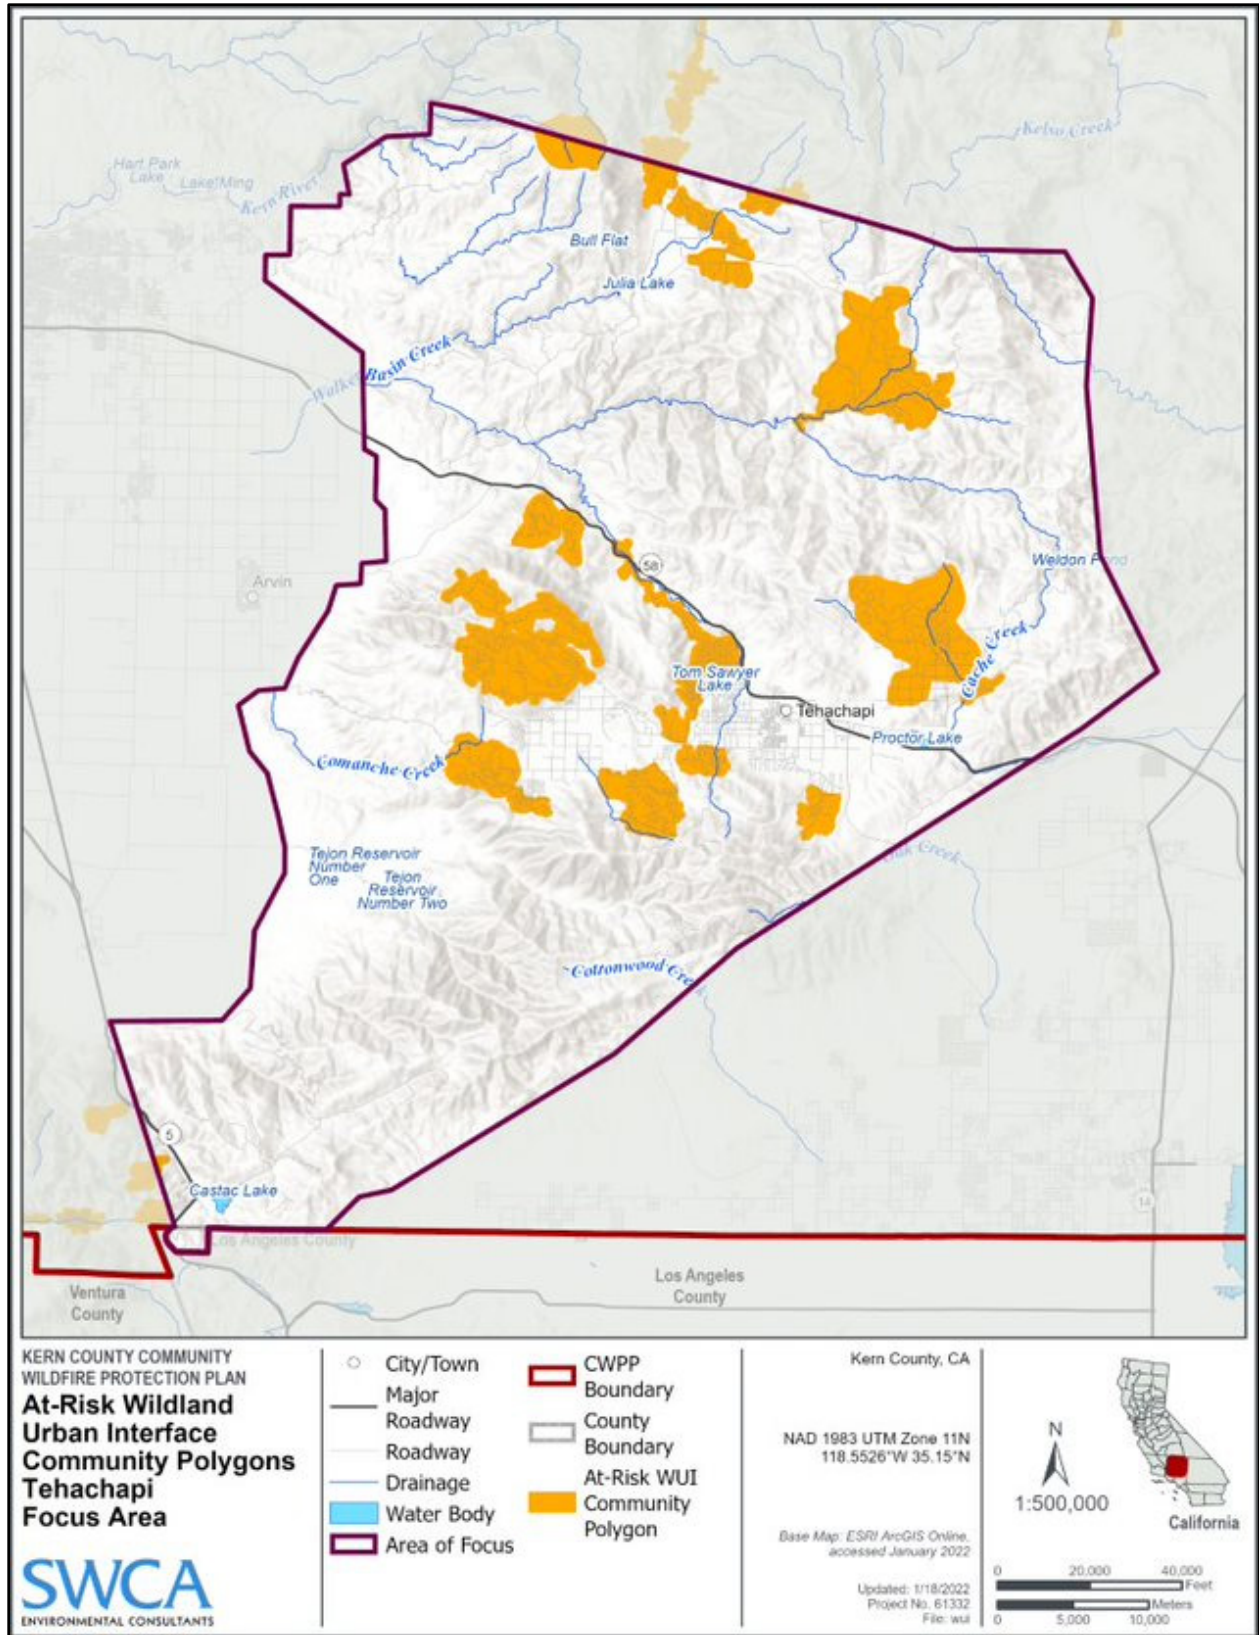 Kelso Creek
Hart Park
Lake
Lake Ming
Kern River
Bull Flat
Julia Lake
Walker Basin Creek
58
Arvin
Weldon Pond
Cache Creek
Tom Sawyer
Lake
Tehachapi
Proctor Lake
Comanche Creek
Tejon Reservoir
Number
One
Tejon
Reservoir
Number Two
Oak Creek
Cottonwood Creek
5
Castac Lake
14
Los Angeles County
Ventura
County
Los Angeles
County
KERN COUNTY COMMUNITY
WILDFIRE PROTECTION PLAN
At-Risk Wildland
Urban Interface
Community Polygons
Tehachapi
Focus Area
SWCA
ENVIRONMENTAL CONSULTANTS
City/Town
Major
Roadway
Roadway
Drainage
Water Body
Area of Focus
CWPP
Boundary
County
Boundary
At-Risk WUI
Community
Polygon
Kern County, CA
NAD 1983 UTM Zone 11N
118.5526°W 35.15°N
Base Map: ESRI ArcGIS Online,
accessed January 2022
Updated: 1/18/2022
Project No. 61332
File: wui
N
1:500,000
California
0 20,000 40,000
Feet
Meters
0 5,000 10,000